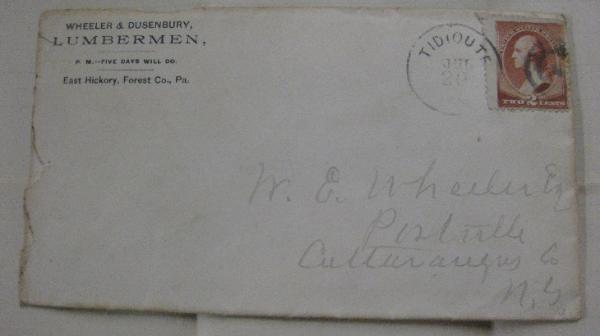 WHEELER & DUSENBURY,
LUMBERMEN,
P. M.--FIVE DAYS WILL DO.
East Hickory, Forest Co., Pa.
TIDIOUTE
JUL
20
TWO 2 CENTS
W. E. Wheeler Esq
Portville
Cattaraugus Co
N.Y.